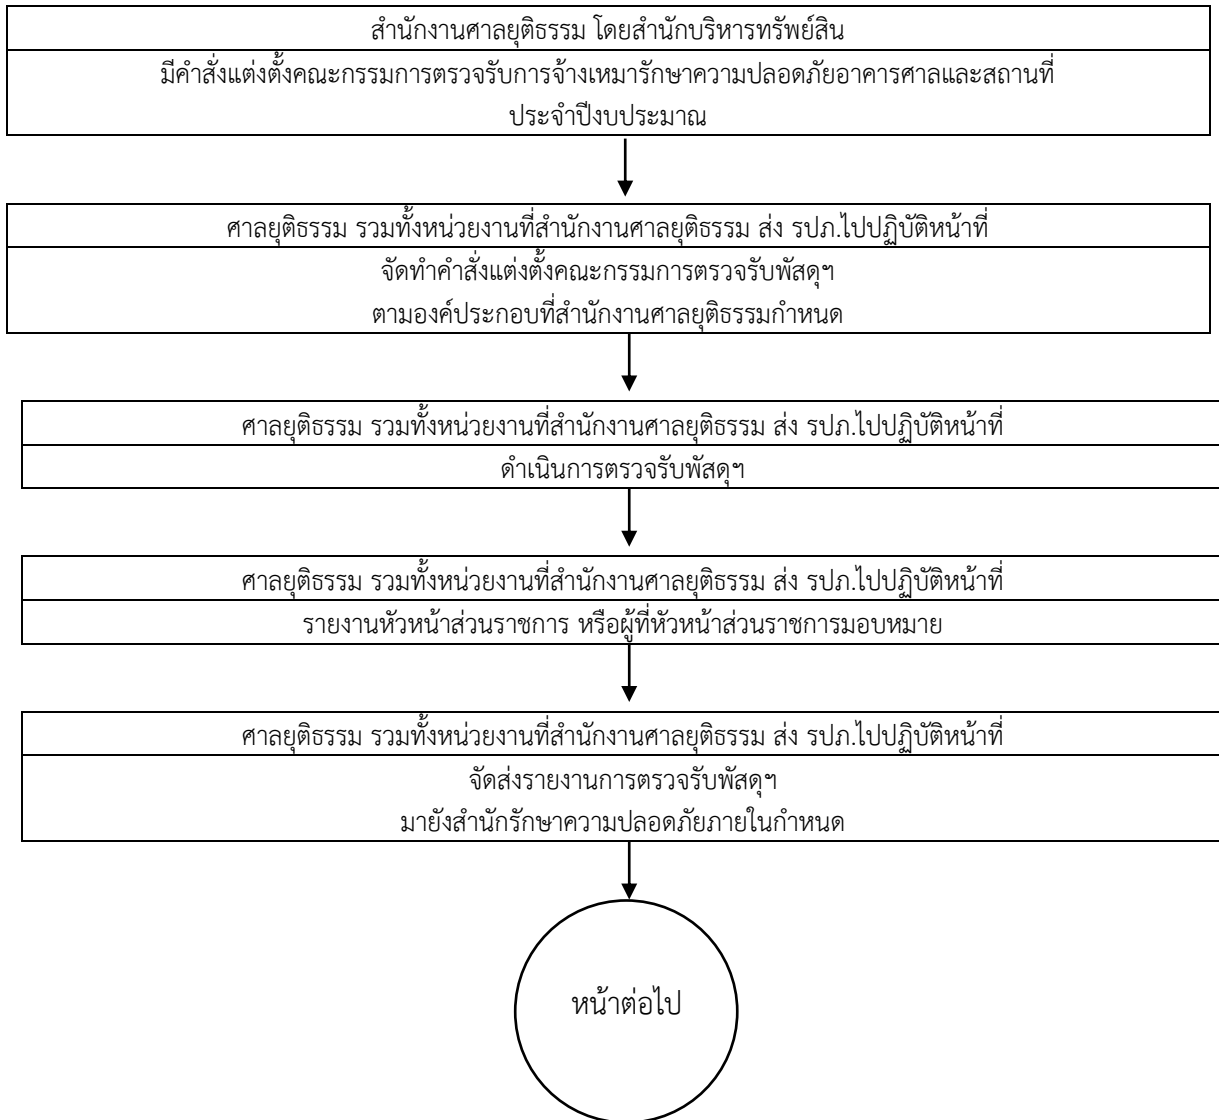 สำนักงานศาลยุติธรรม โดยสำนักบริหารทรัพย์สิน
มีคำสั่งแต่งตั้งคณะกรรมการตรวจรับการจ้างเหมารักษาความปลอดภัยอาคารศาลและสถานที่
ประจำปีงบประมาณ
ศาลยุติธรรม รวมทั้งหน่วยงานที่สำนักงานศาลยุติธรรม ส่ง รปภ.ไปปฏิบัติหน้าที่
จัดทำคำสั่งแต่งตั้งคณะกรรมการตรวจรับพัสดุฯ
ตามองค์ประกอบที่สำนักงานศาลยุติธรรมกำหนด
ศาลยุติธรรม รวมทั้งหน่วยงานที่สำนักงานศาลยุติธรรม ส่ง รปภ.ไปปฏิบัติหน้าที่
ดำเนินการตรวจรับพัสดุฯ
ศาลยุติธรรม รวมทั้งหน่วยงานที่สำนักงานศาลยุติธรรม ส่ง รปภ.ไปปฏิบัติหน้าที่
รายงานหัวหน้าส่วนราชการ หรือผู้ที่หัวหน้าส่วนราชการมอบหมาย
ศาลยุติธรรม รวมทั้งหน่วยงานที่สำนักงานศาลยุติธรรม ส่ง รปภ.ไปปฏิบัติหน้าที่
จัดส่งรายงานการตรวจรับพัสดุฯ
มายังสำนักรักษาความปลอดภัยภายในกำหนด
หน้าต่อไป